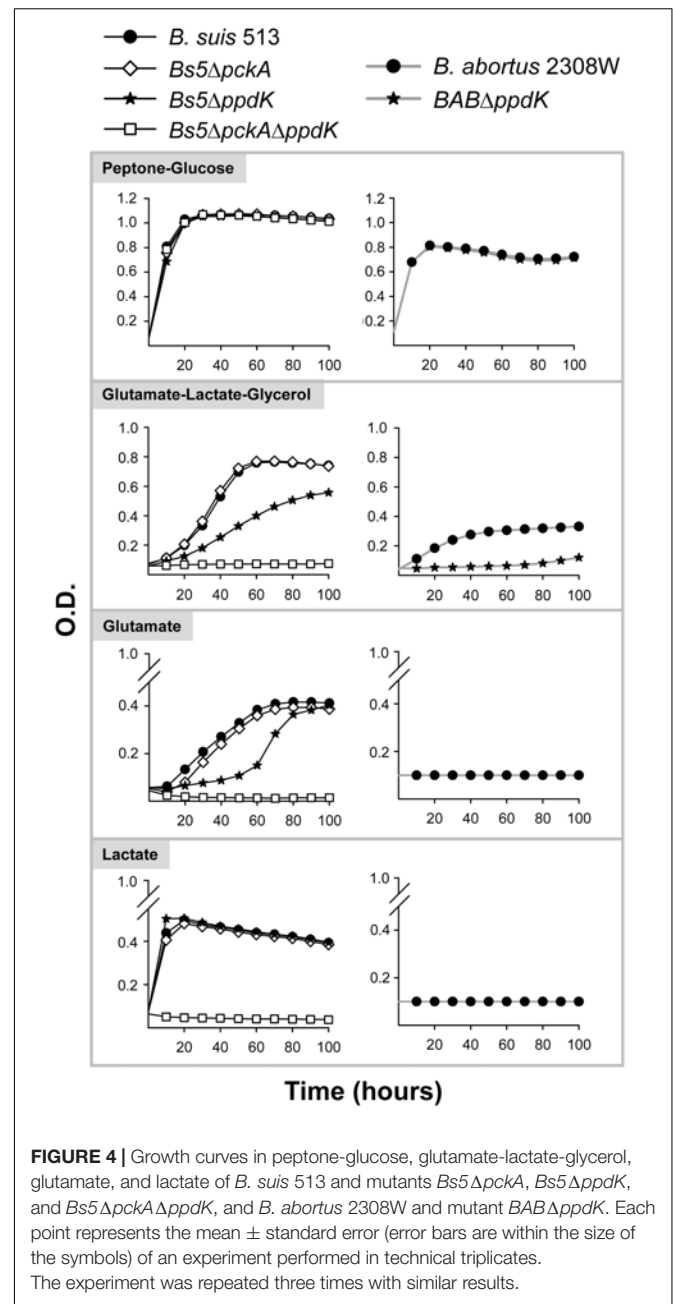 B. suis 513
Bs5ΔpckA
Bs5ΔppdK
Bs5ΔpckAΔppdK
B. abortus 2308W
BABΔppdK
Peptone-Glucose
1.2
1.0
0.8
0.6
0.4
0.2
20 40 60 80 100
1.2
1.0
0.8
0.6
0.4
0.2
20 40 60 80 100
Glutamate-Lactate-Glycerol
1.0
0.8
0.6
0.4
0.2
20 40 60 80 100
1.0
0.8
0.6
0.4
0.2
20 40 60 80 100
O.D.
Glutamate
1.0
0.4
0.2
20 40 60 80 100
1.0
0.4
0.2
20 40 60 80 100
Lactate
1.0
0.4
0.2
20 40 60 80 100
1.0
0.4
0.2
20 40 60 80 100
Time (hours)
FIGURE 4 | Growth curves in peptone-glucose, glutamate-lactate-glycerol,
glutamate, and lactate of B. suis 513 and mutants Bs5ΔpckA, Bs5ΔppdK,
and Bs5ΔpckAΔppdK, and B. abortus 2308W and mutant BABΔppdK. Each
point represents the mean ± standard error (error bars are within the size of
the symbols) of an experiment performed in technical triplicates.
The experiment was repeated three times with similar results.